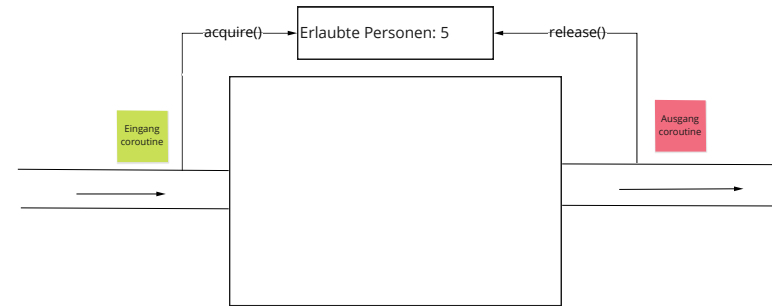 acquire()
Erlaubte Personen: 5
release()
Eingang
coroutine
Ausgang
coroutine